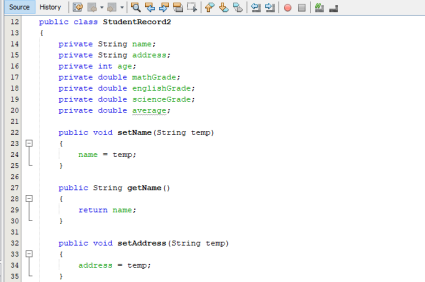 Source History
12 public class StudentRecord2
13 {
14 private String name;
15 private String address;
16 private int age;
17 private double mathGrade;
18 private double englishGrade;
19 private double scienceGrade;
20 private double average;
21
22 public void setName(String temp)
23 {
24 name = temp;
25 }
26
27 public String getName()
28 {
29 return name;
30 }
31
32 public void setAddress(String temp)
33 {
34 address = temp;
35 }